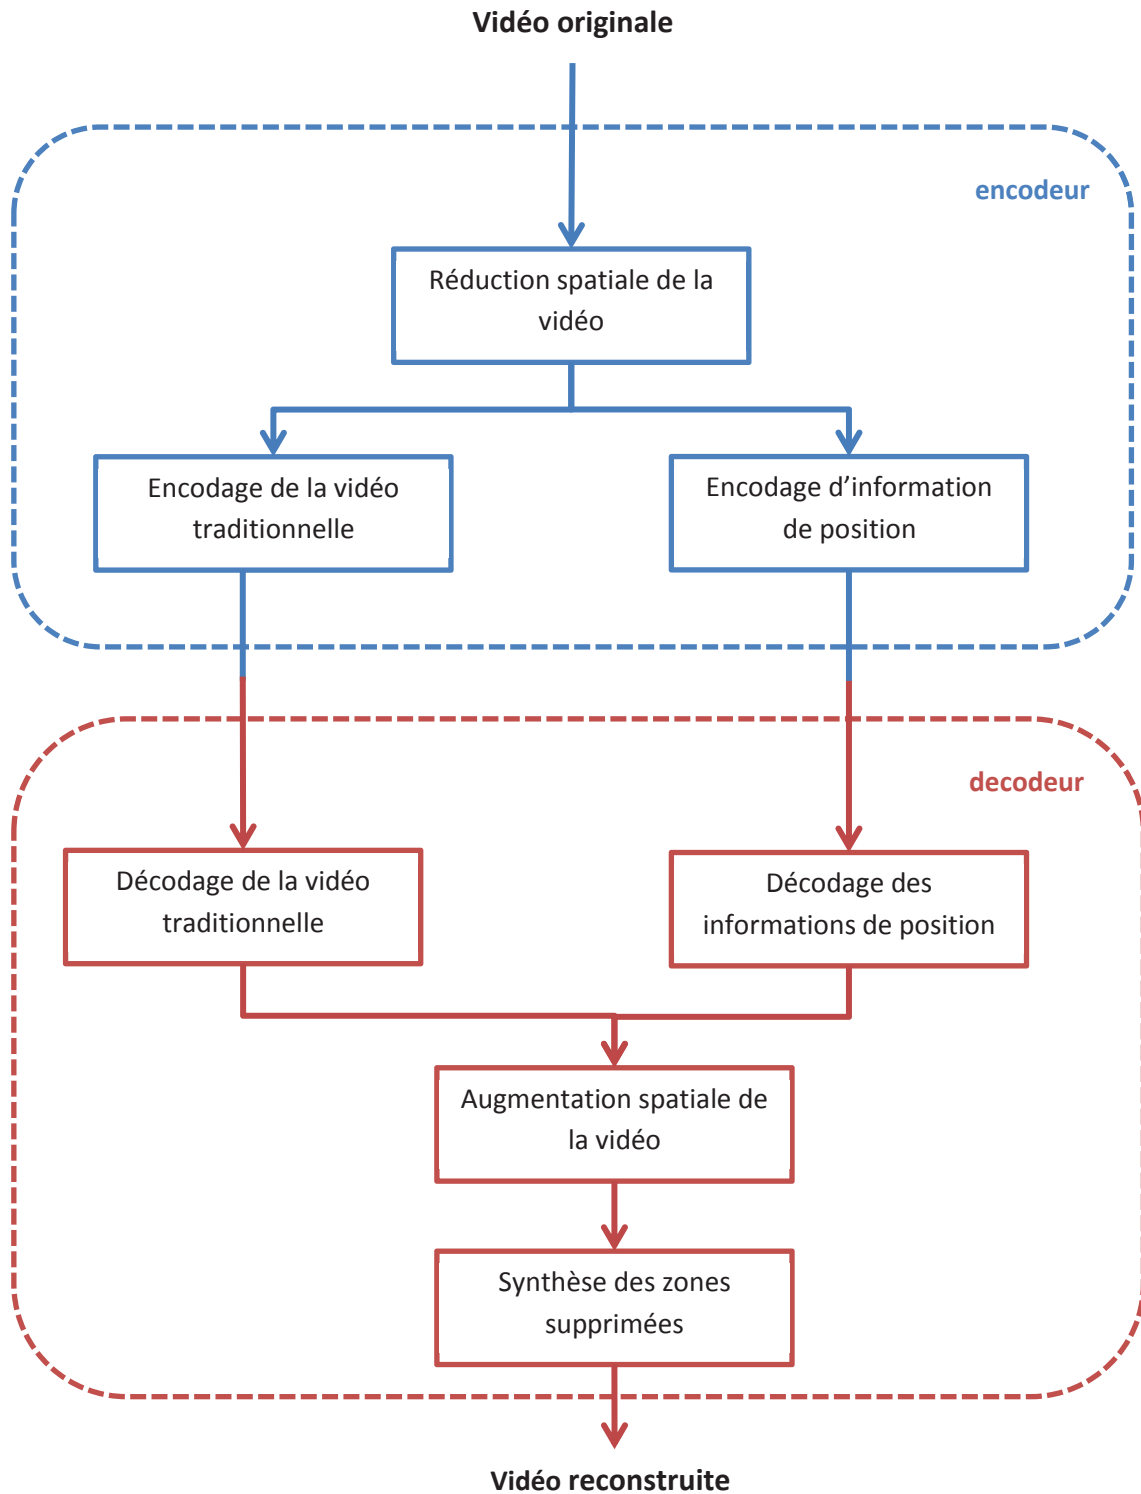 Vidéo originale
encodeur
Réduction spatiale de la
vidéo
Encodage de la vidéo
traditionnelle
Encodage d’information
de position
decodeur
Décodage de la vidéo
traditionnelle
Décodage des
informations de position
Augmentation spatiale de
la vidéo
Synthèse des zones
supprimées
Vidéo reconstruite